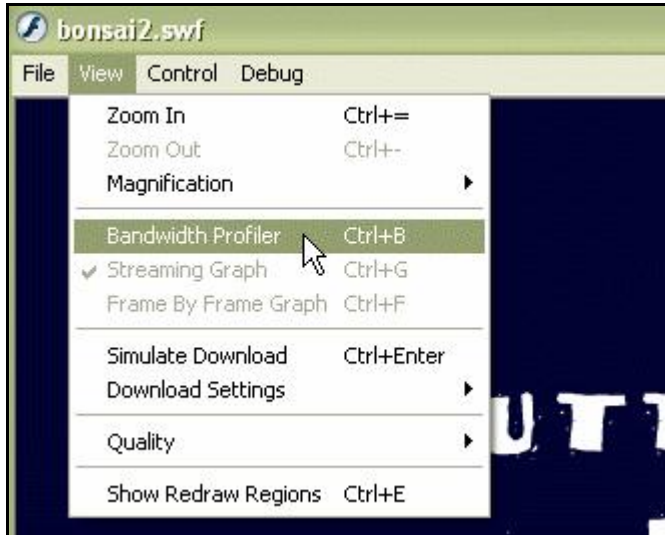 bonsai2.swf
File View Control Debug
Zoom In Ctrl+=
Zoom Out Ctrl+-
Magnification
Bandwidth Profiler Ctrl+B
Streaming Graph Ctrl+G
Frame By Frame Graph Ctrl+F
Simulate Download Ctrl+Enter
Download Settings
Quality
Show Redraw Regions Ctrl+E